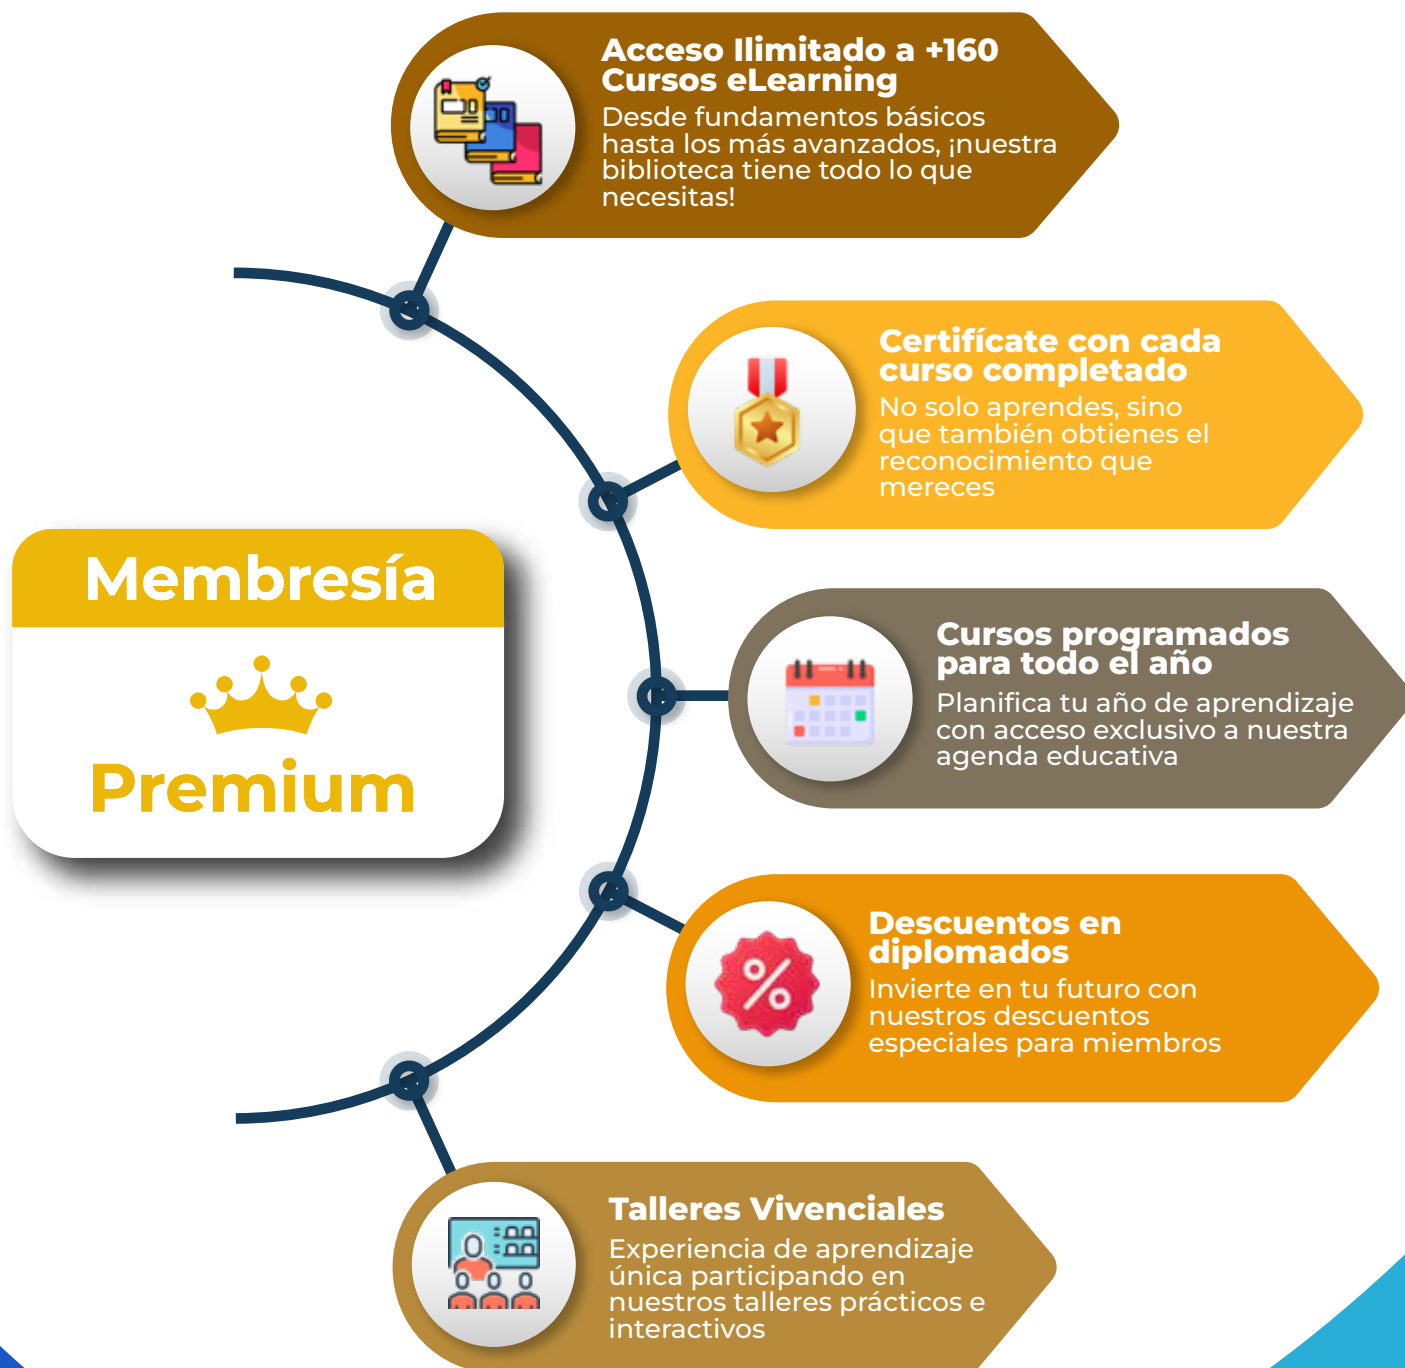 Acceso Ilimitado a +160
Cursos eLearning
Desde fundamentos básicos
hasta los más avanzados, ¡nuestra
biblioteca tiene todo lo que
necesitas!
Certifícate con cada
curso completado
No solo aprendes, sino
que también obtienes el
reconocimiento que
mereces
Membresía
Premium
Cursos programados
para todo el año
Planifica tu año de aprendizaje
con acceso exclusivo a nuestra
agenda educativa
Descuentos en
diplomados
Invierte en tu futuro con
nuestros descuentos
especiales para miembros
Talleres Vivenciales
Experiencia de aprendizaje
única participando en
nuestros talleres prácticos e
interactivos